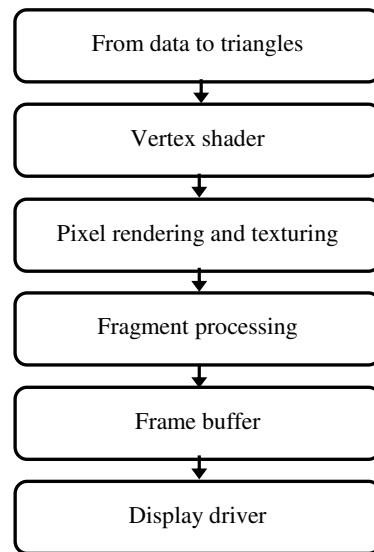 From data to triangles
Vertex shader
Pixel rendering and texturing
Fragment processing
Frame buffer
Display driver